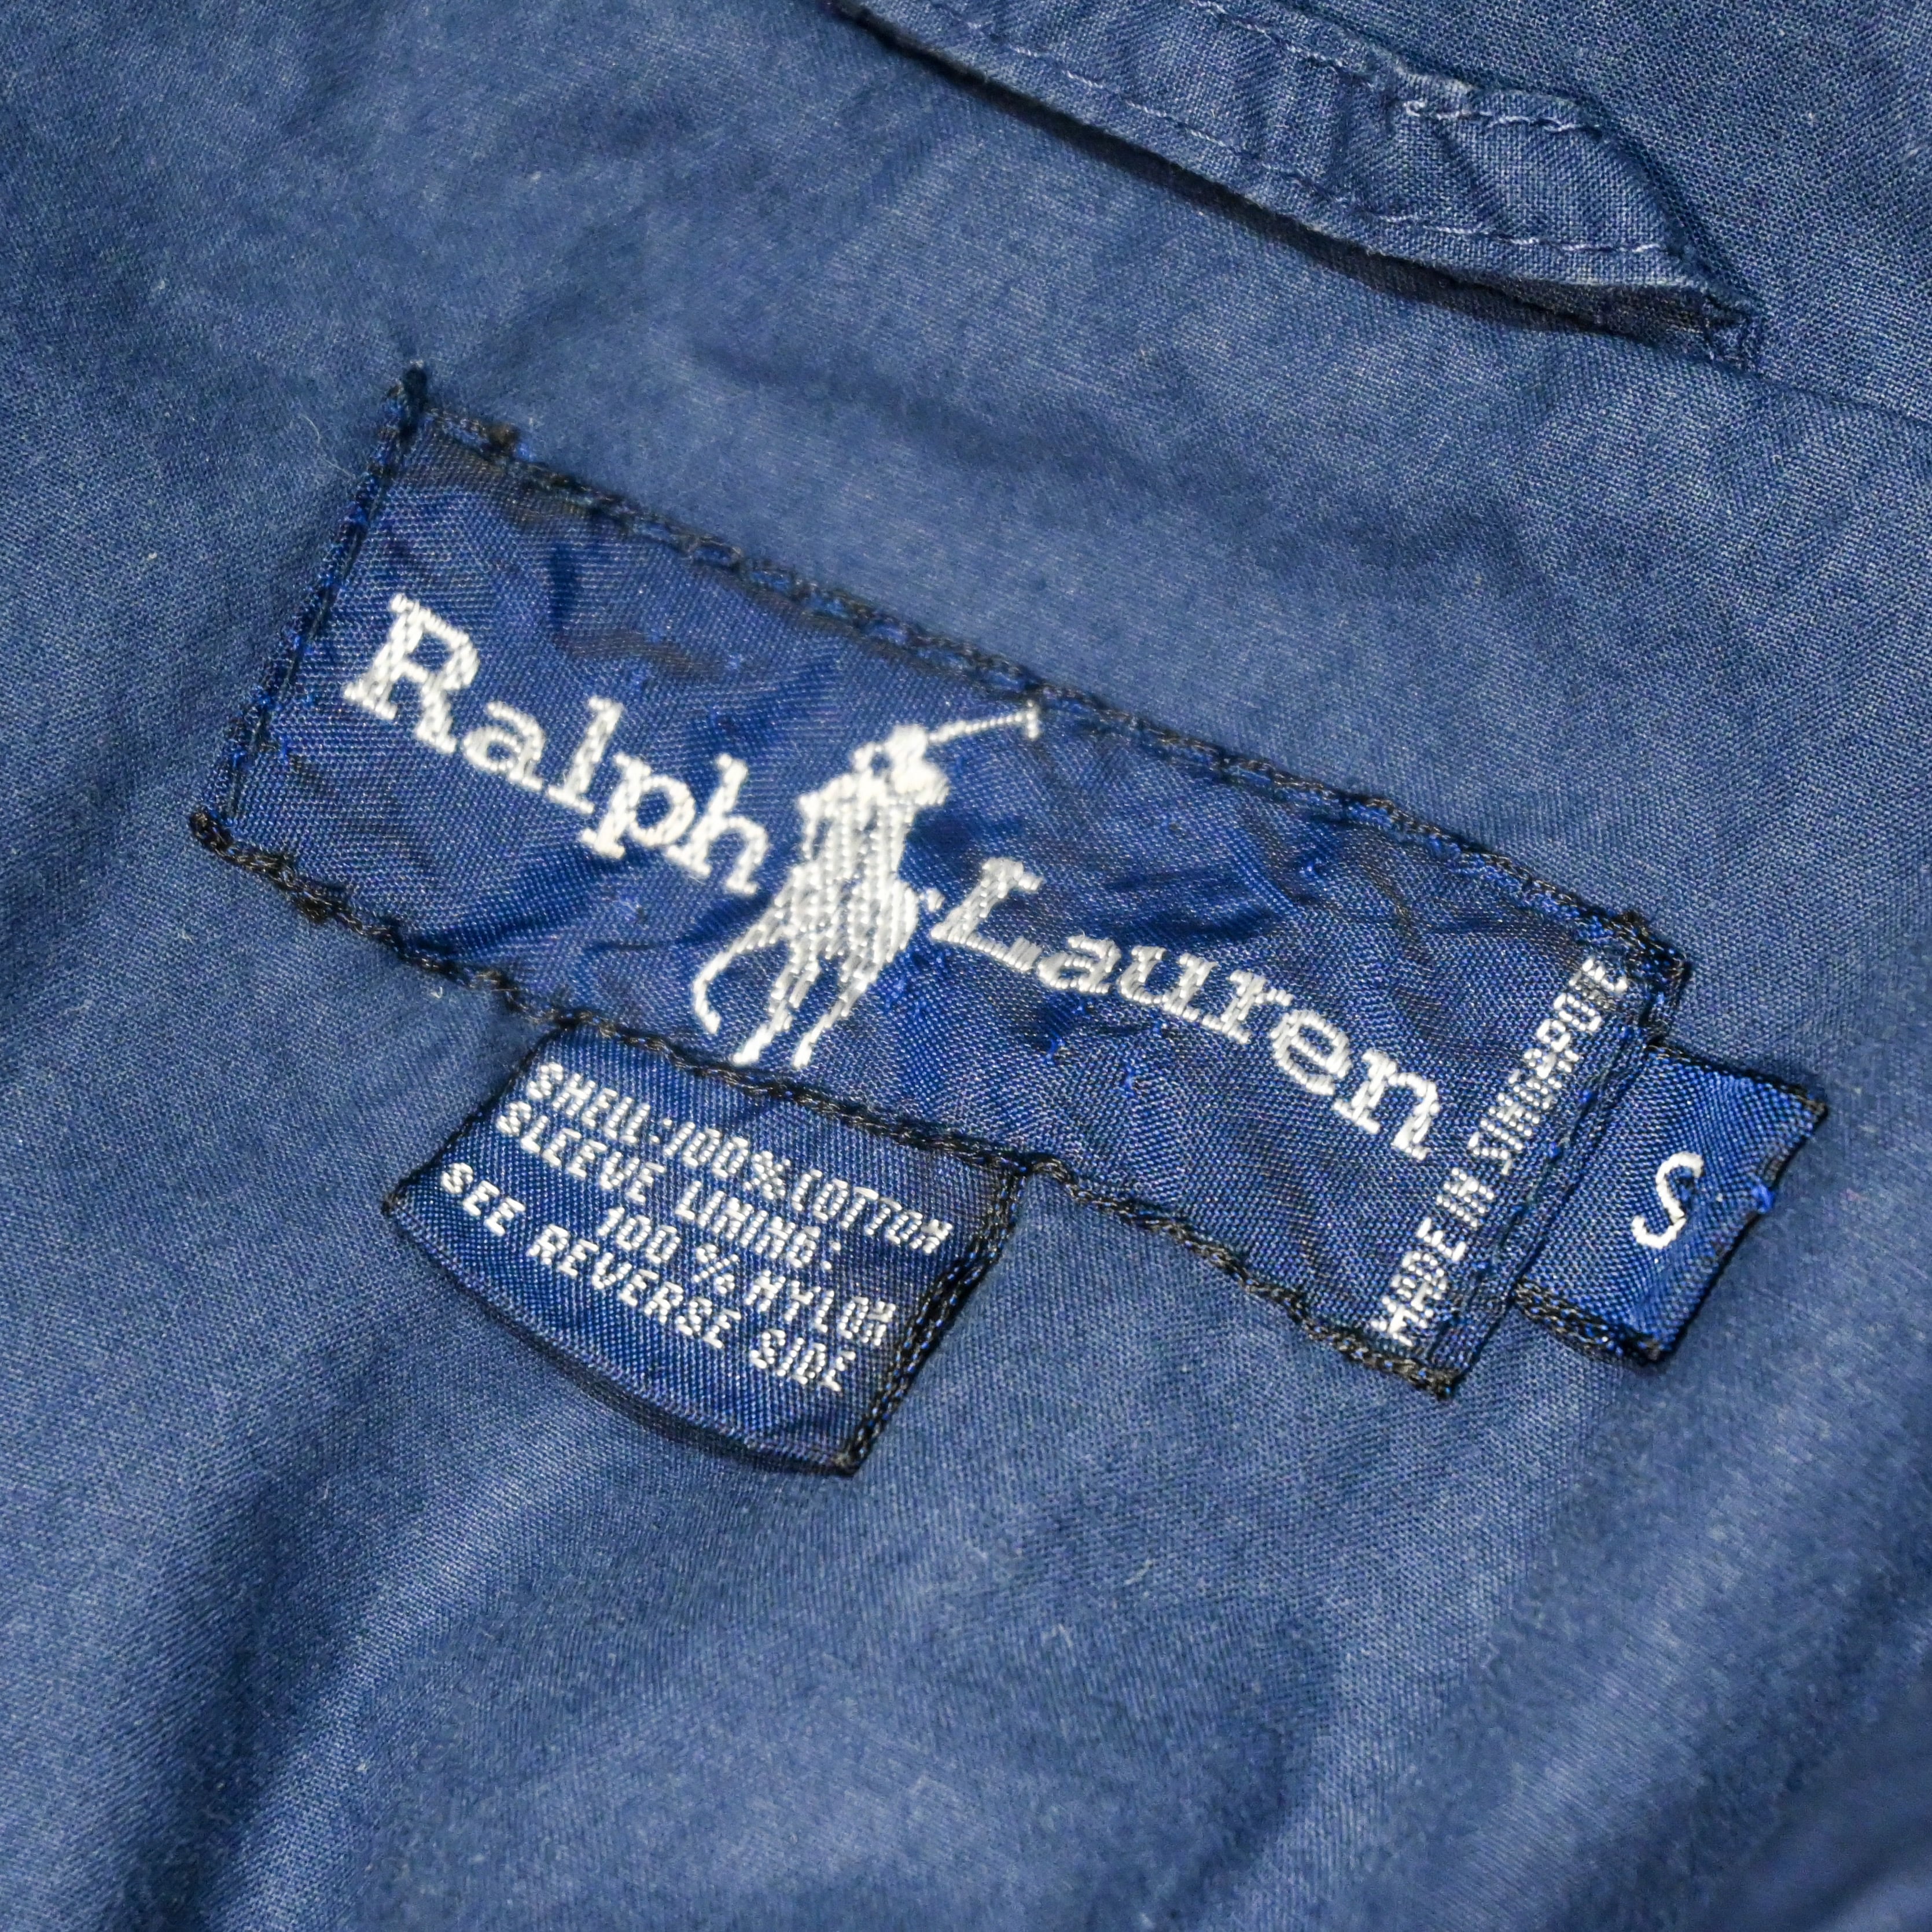 Ralph Lauren
MADE IN SINGAPORE
S
SHELL:100%COTTON
SLEEVE LINING:
100% NYLON
SEE REVERSE SIDE